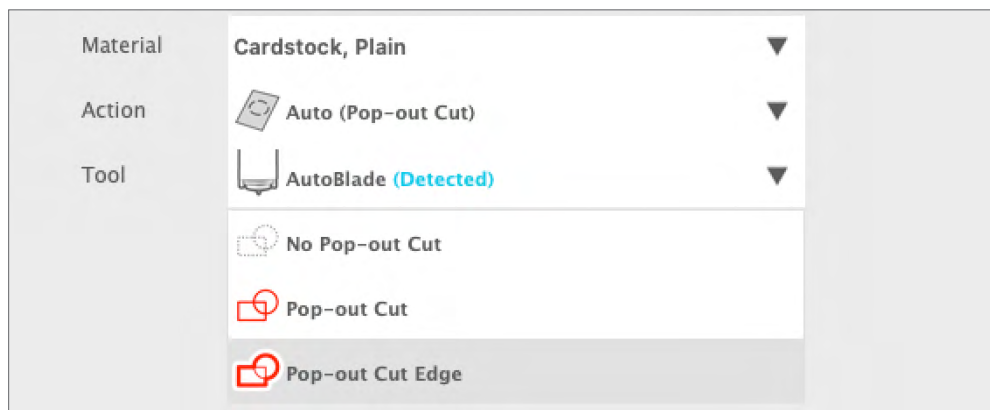 Material Cardstock, Plain
Action Auto (Pop-out Cut)
Tool AutoBlade (Detected)
No Pop-out Cut
Pop-out Cut
Pop-out Cut Edge